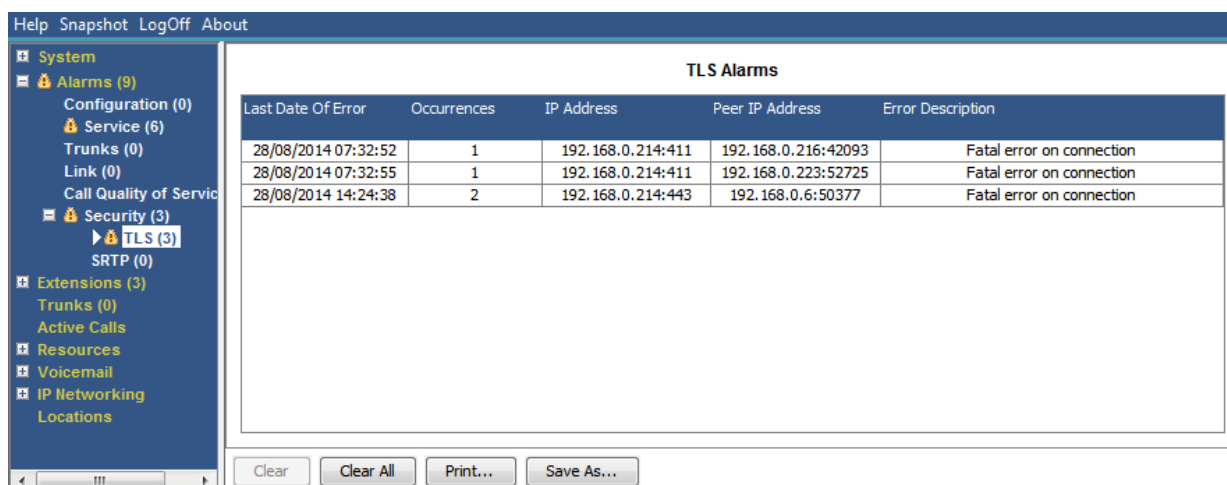 Help Snapshot LogOff About
System
Alarms (9)
Configuration (0)
Service (6)
Trunks (0)
Link (0)
Call Quality of Servic
Security (3)
TLS (3)
SRTP (0)
Extensions (3)
Trunks (0)
Active Calls
Resources
Voicemail
IP Networking
Locations
TLS Alarms
Last Date Of Error Occurrences IP Address Peer IP Address Error Description
28/08/2014 07:32:52 1 192.168.0.214:411 192.168.0.216:42093 Fatal error on connection
28/08/2014 07:32:55 1 192.168.0.214:411 192.168.0.223:52725 Fatal error on connection
28/08/2014 14:24:38 2 192.168.0.214:443 192.168.0.6:50377 Fatal error on connection
Clear Clear All Print... Save As...